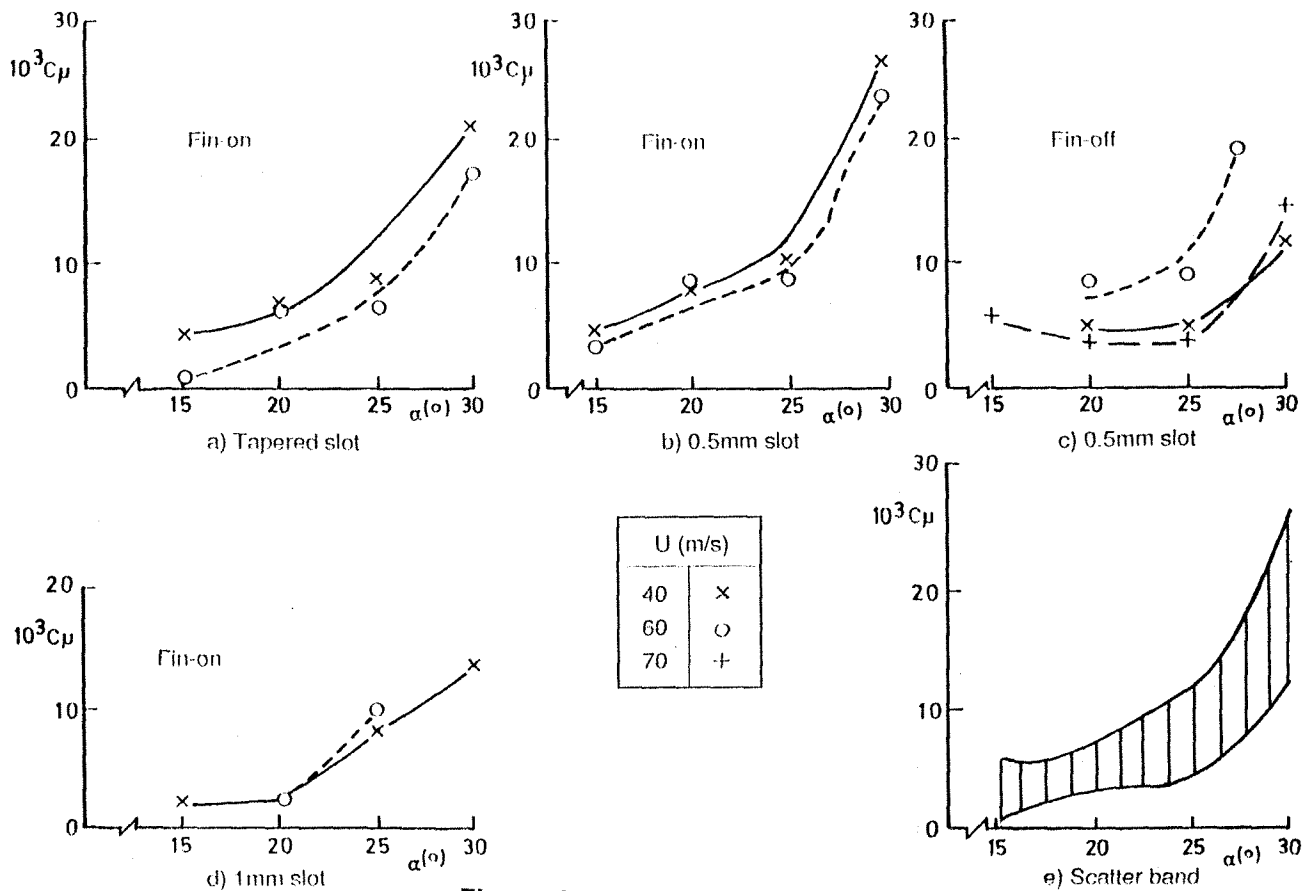 30
20
10
0
10³Cμ
Fin-on
15 20 25 30
α(º)
a) Tapered slot
30
20
10
0
10³Cμ
Fin-on
15 20 25 30
α(º)
b) 0.5mm slot
30
20
10
0
Fin-off
15 20 25 30
α(º)
c) 0.5mm slot
20
10
0
10³Cμ
Fin-on
15 20 25 30
α(º)
d) 1mm slot
U (m/s)
40 ×
60 O
70 +
30
20
10
0
10³Cμ
15 20 25 30
α(º)
e) Scatter band